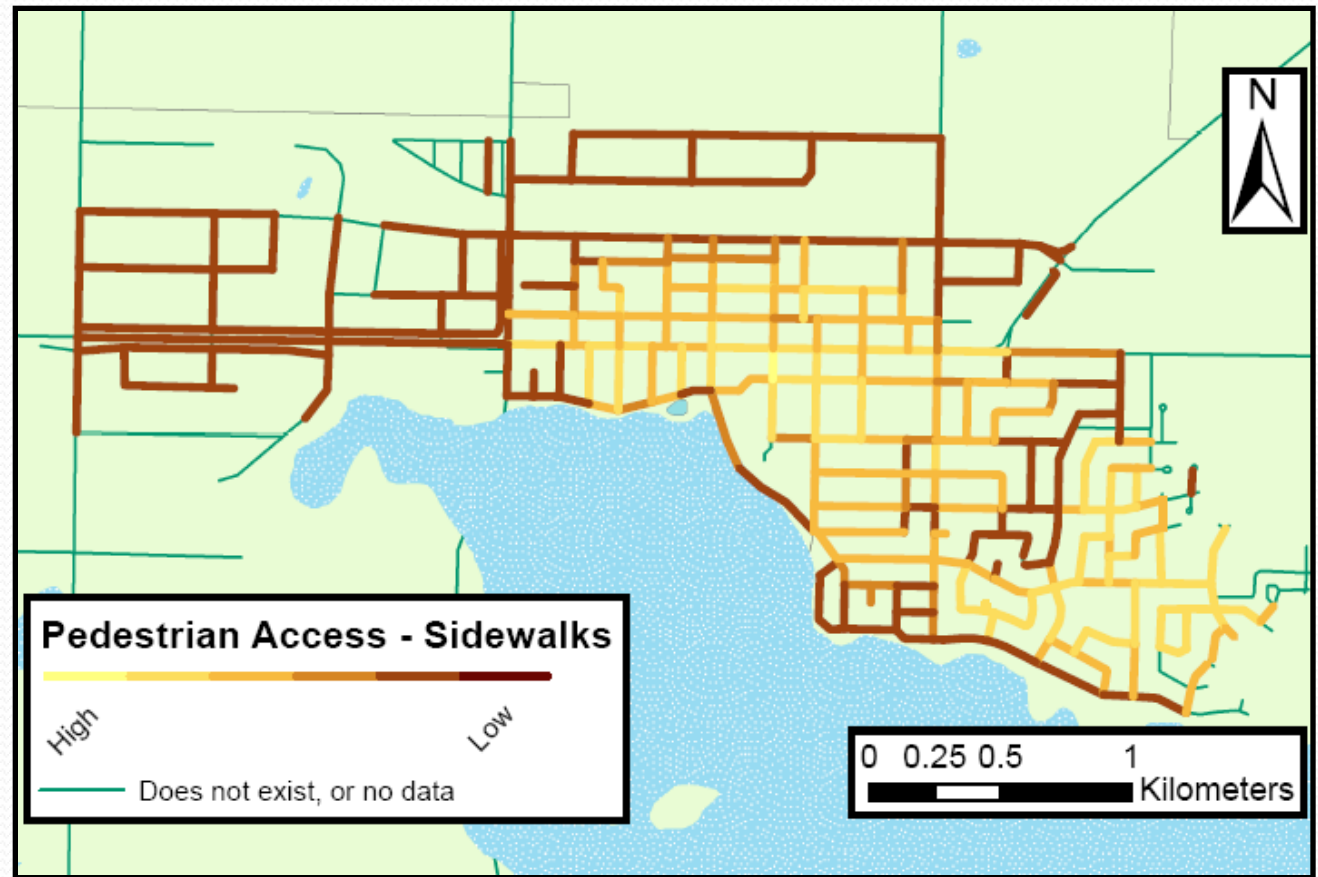 N
Pedestrian Access - Sidewalks
High
Low
Does not exist, or no data
0 0.25 0.5 1
Kilometers